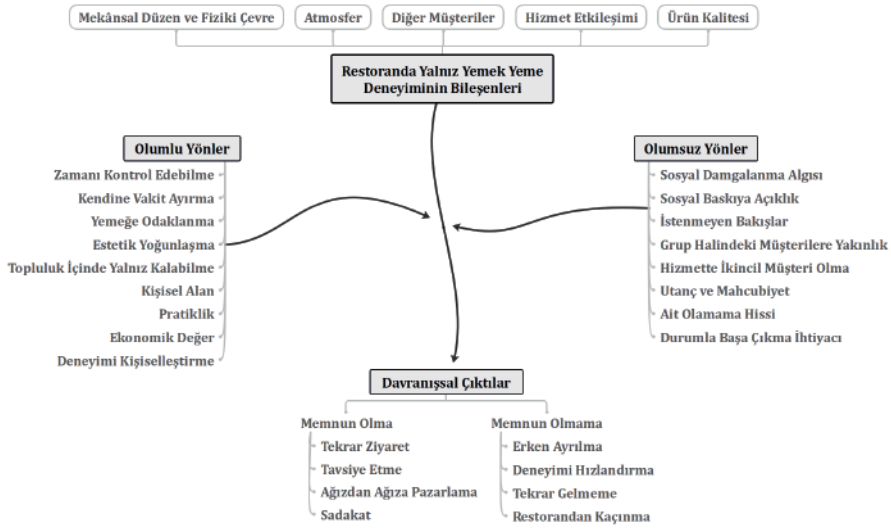 Mekânsal Düzen ve Fiziki Çevre
Atmosfer
Diğer Müşteriler
Hizmet Etkileşimi
Ürün Kalitesi
Restoranda Yalnız Yemek Yeme
Deneyiminin Bileşenleri
Olumlu Yönler
Zamanı Kontrol Edebilme
Kendine Vakit Ayırma
Yemeğe Odaklanma
Estetik Yoğunlaşma
Topluluk İçinde Yalnız Kalabilme
Kişisel Alan
Pratiklik
Ekonomik Değer
Deneyimi Kişiselleştirme
Olumsuz Yönler
Sosyal Damgalanma Algısı
Sosyal Baskıya Açıklık
İstenmeyen Bakışlar
Grup Halindeki Müşterilere Yakınlık
Hizmette İkincil Müşteri Olma
Utanç ve Mahcubiyet
Ait Olamama Hissi
Durumla Başa Çıkma İhtiyacı
Davranışsal Çıktılar
Memnun Olma
Tekrar Ziyaret
Tavsiye Etme
Ağızdan Ağıza Pazarlama
Sadakat
Memnun Olmama
Erken Ayrılma
Deneyimi Hızlandırma
Tekrar Gelmeme
Restorandan Kaçınma